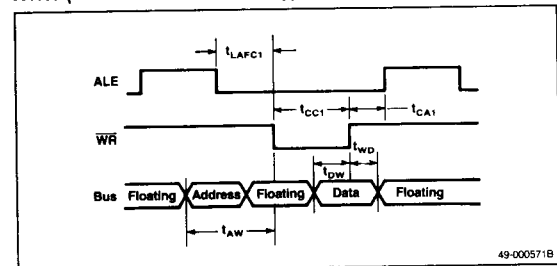 tLAFC1
ALE
tCC1
tCA1
WR
tWD
tDW
Bus Floating Address Floating Data Floating
tAW
49-000571B